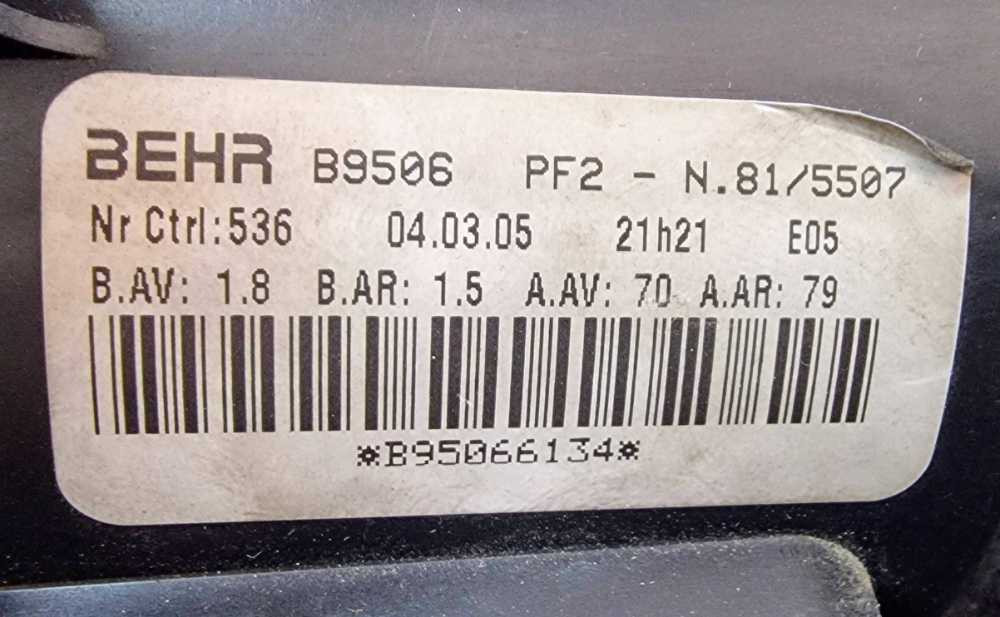 BEHR B9506 PF2 - N.81/5507
Nr Ctrl:536 04.03.05 21h21 E05
B.AV: 1.8 B.AR: 1.5 A.AV: 70 A.AR: 79
*B95066134*